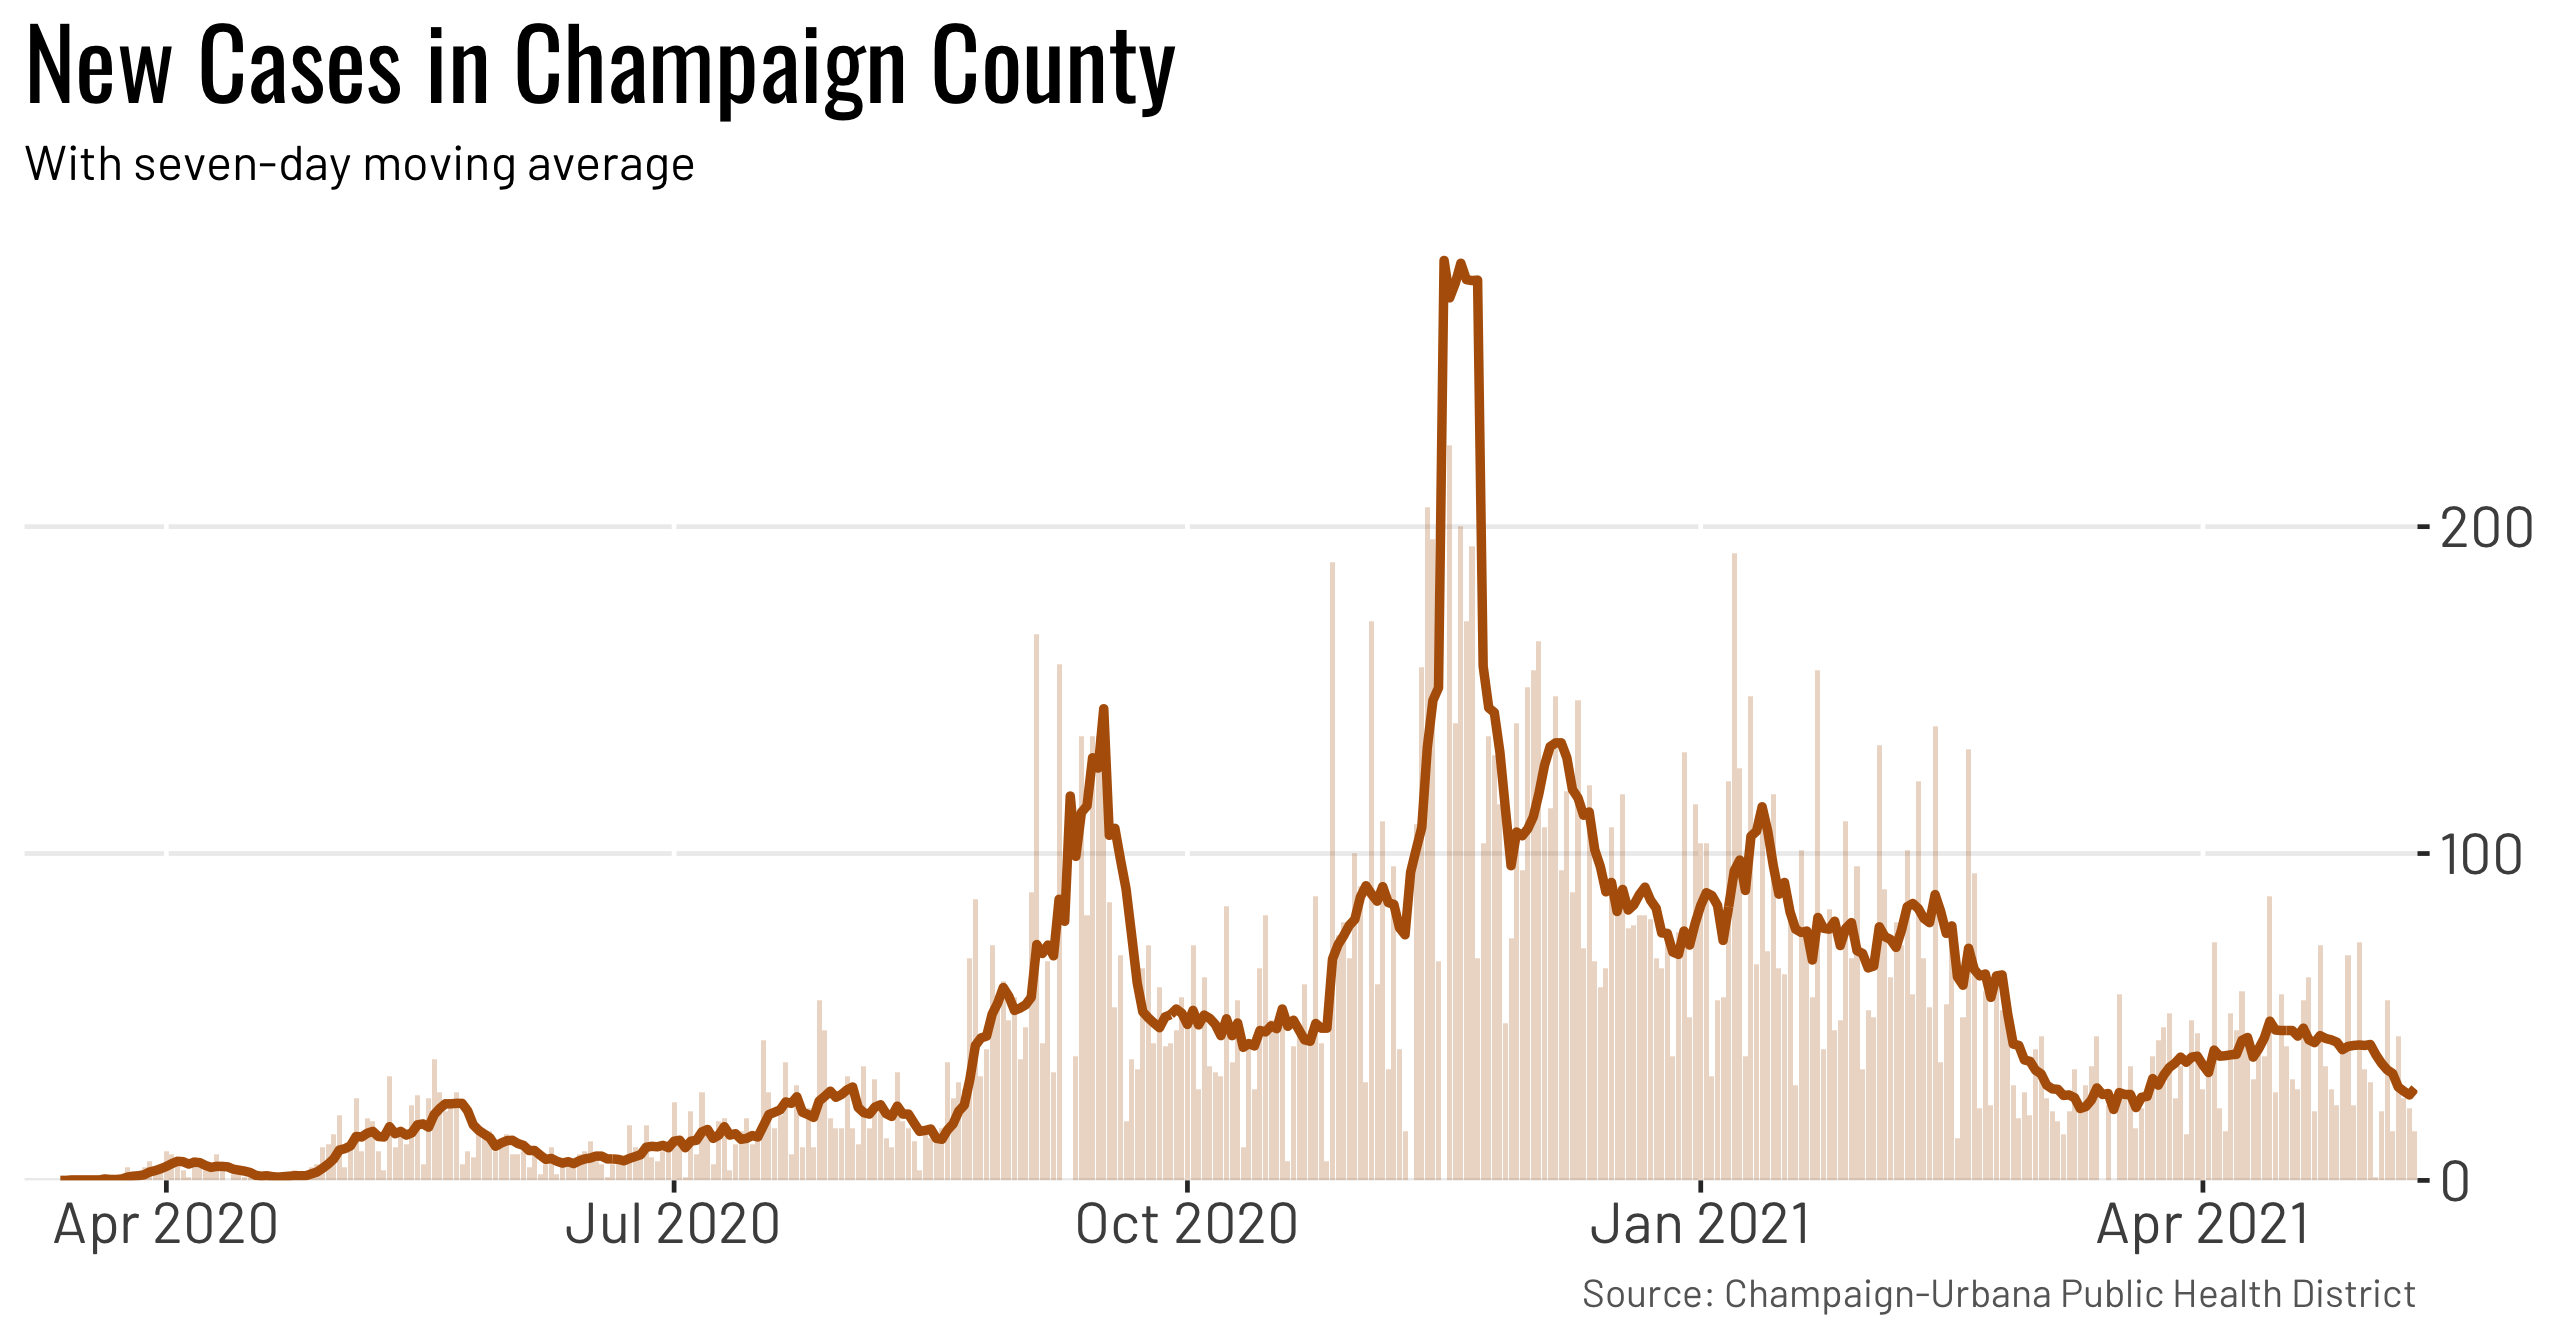 New Cases in Champaign County
With seven-day moving average
200
100
0
Apr 2020
Jul 2020
Oct 2020
Jan 2021
Apr 2021
Source: Champaign-Urbana Public Health District